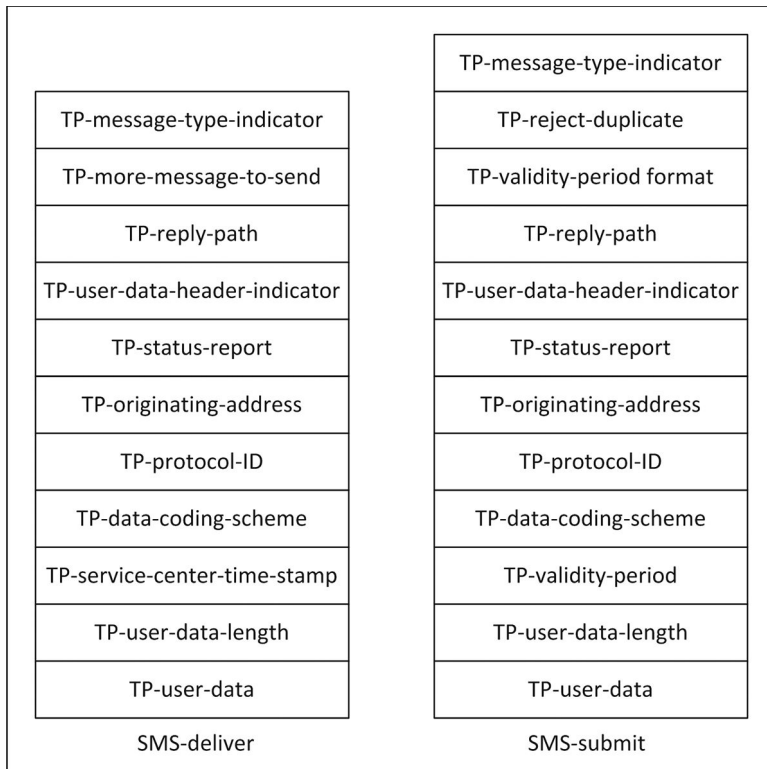 TP-message-type-indicator
TP-more-message-to-send
TP-reply-path
TP-user-data-header-indicator
TP-status-report
TP-originating-address
TP-protocol-ID
TP-data-coding-scheme
TP-service-center-time-stamp
TP-user-data-length
TP-user-data
SMS-deliver
TP-message-type-indicator
TP-reject-duplicate
TP-validity-period format
TP-reply-path
TP-user-data-header-indicator
TP-status-report
TP-originating-address
TP-protocol-ID
TP-data-coding-scheme
TP-validity-period
TP-user-data-length
TP-user-data
SMS-submit